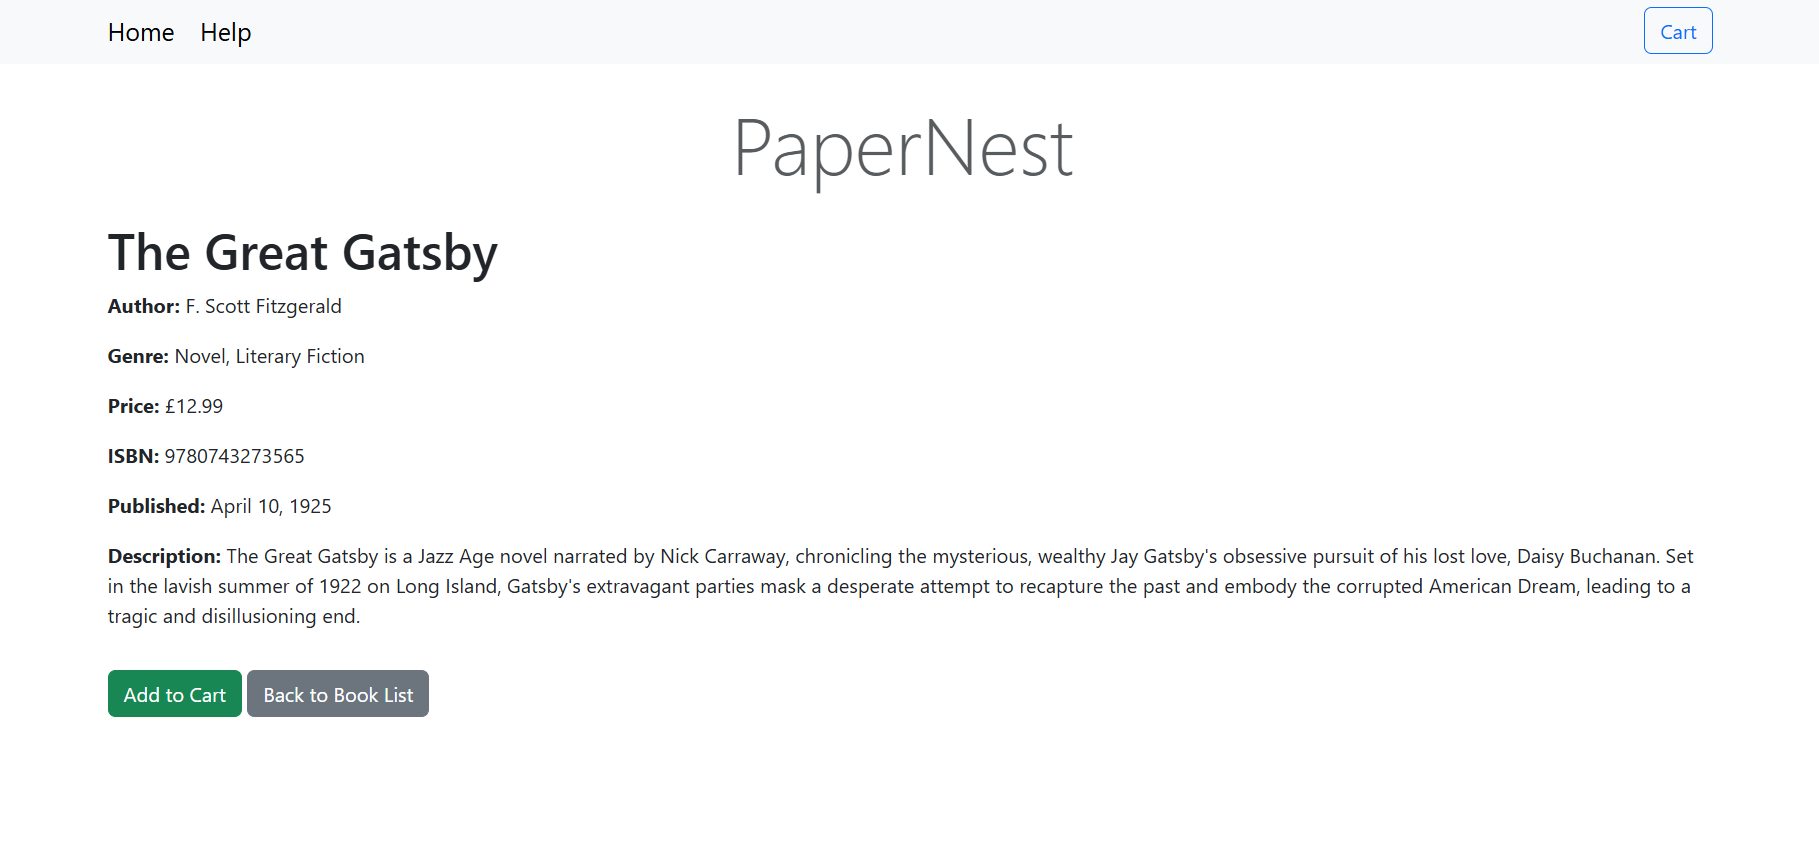 Home Help Cart
PaperNest
The Great Gatsby
Author: F. Scott Fitzgerald
Genre: Novel, Literary Fiction
Price: £12.99
ISBN: 9780743273565
Published: April 10, 1925
Description: The Great Gatsby is a Jazz Age novel narrated by Nick Carraway, chronicling the mysterious, wealthy Jay Gatsby's obsessive pursuit of his lost love, Daisy Buchanan. Set
in the lavish summer of 1922 on Long Island, Gatsby's extravagant parties mask a desperate attempt to recapture the past and embody the corrupted American Dream, leading to a
tragic and disillusioning end.
Add to Cart Back to Book List